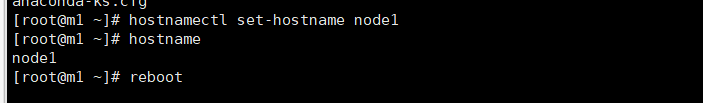 anaconda-ks.cfg
[root@m1 ~]# hostnamectl set-hostname node1
[root@m1 ~]# hostname
node1
[root@m1 ~]# reboot